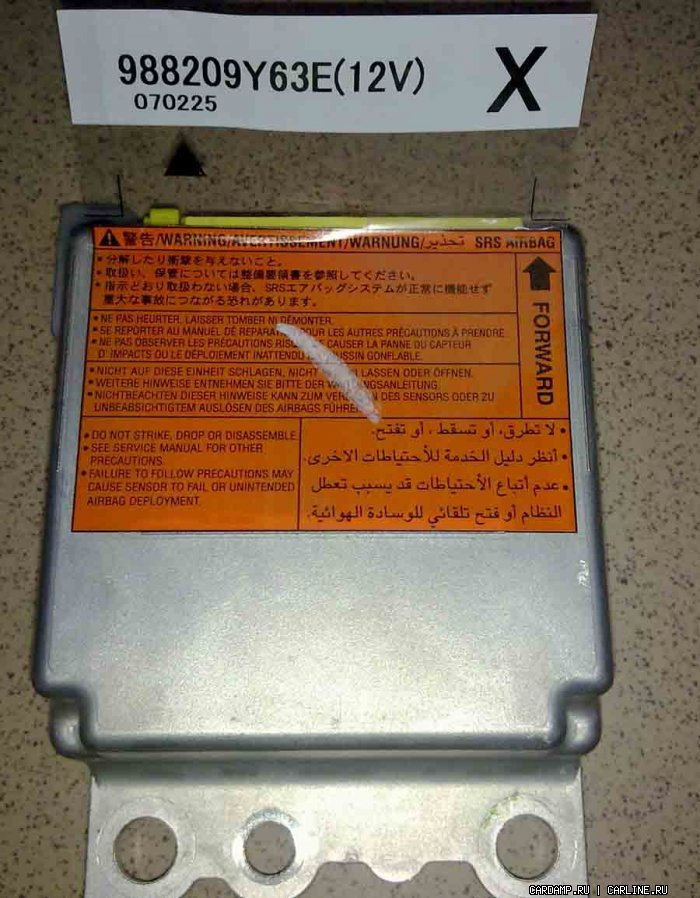 988209Y63E(12V)
070225
X
警告/WARNING/AVERTISSEMENT/WARNUNG/تحذير SRS AIRBAG
• 分解したり衝撃を与えないこと。
• 取扱い、保管については整備要領書を参照してください。
• 指示どおり取扱わない場合、SRSエアバッグシステムが正常に機能せず
重大な事故につながる恐れがあります。
FORWARD
• NE PAS HEURTER, LAISSER TOMBER NI DÉMONTER.
• SE REPORTER AU MANUEL DE RÉPARATION POUR LES AUTRES PRÉCAUTIONS À PRENDRE.
• NE PAS OBSERVER LES PRÉCAUTIONS CAUSER LA PANNE DU CAPTEUR
D'IMPACTS OU LE DÉPLOIEMENT INATTENDU COUSSIN GONFLABLE.
• NICHT AUF DIESE EINHEIT SCHLAGEN, NICHT LASSEN ODER ÖFFNEN.
• WEITERE HINWEISE ENTNEHMEN SIE BITTE DER WARTUNGSANLEITUNG.
• NICHTBEACHTEN DIESER HINWEISE KANN ZUM DES SENSORS ODER ZU
UNBEABSICHTIGTEM AUSLÖSEN DES AIRBAGS FÜHREN.
• DO NOT STRIKE, DROP OR DISASSEMBLE.
• SEE SERVICE MANUAL FOR OTHER
PRECAUTIONS.
• FAILURE TO FOLLOW PRECAUTIONS MAY
CAUSE SENSOR TO FAIL OR UNINTENDED
AIRBAG DEPLOYMENT.
• لا تطرق، أو تسقط، أو تفتح.
• أنظر دليل الخدمة للأحتياطات الاخرى.
• عدم أتباع الأحتياطات قد يسبب تعطل
النظام أو فتح تلقائي للوسادة الهوائية.
CARDAMP.RU | CARLINE.RU